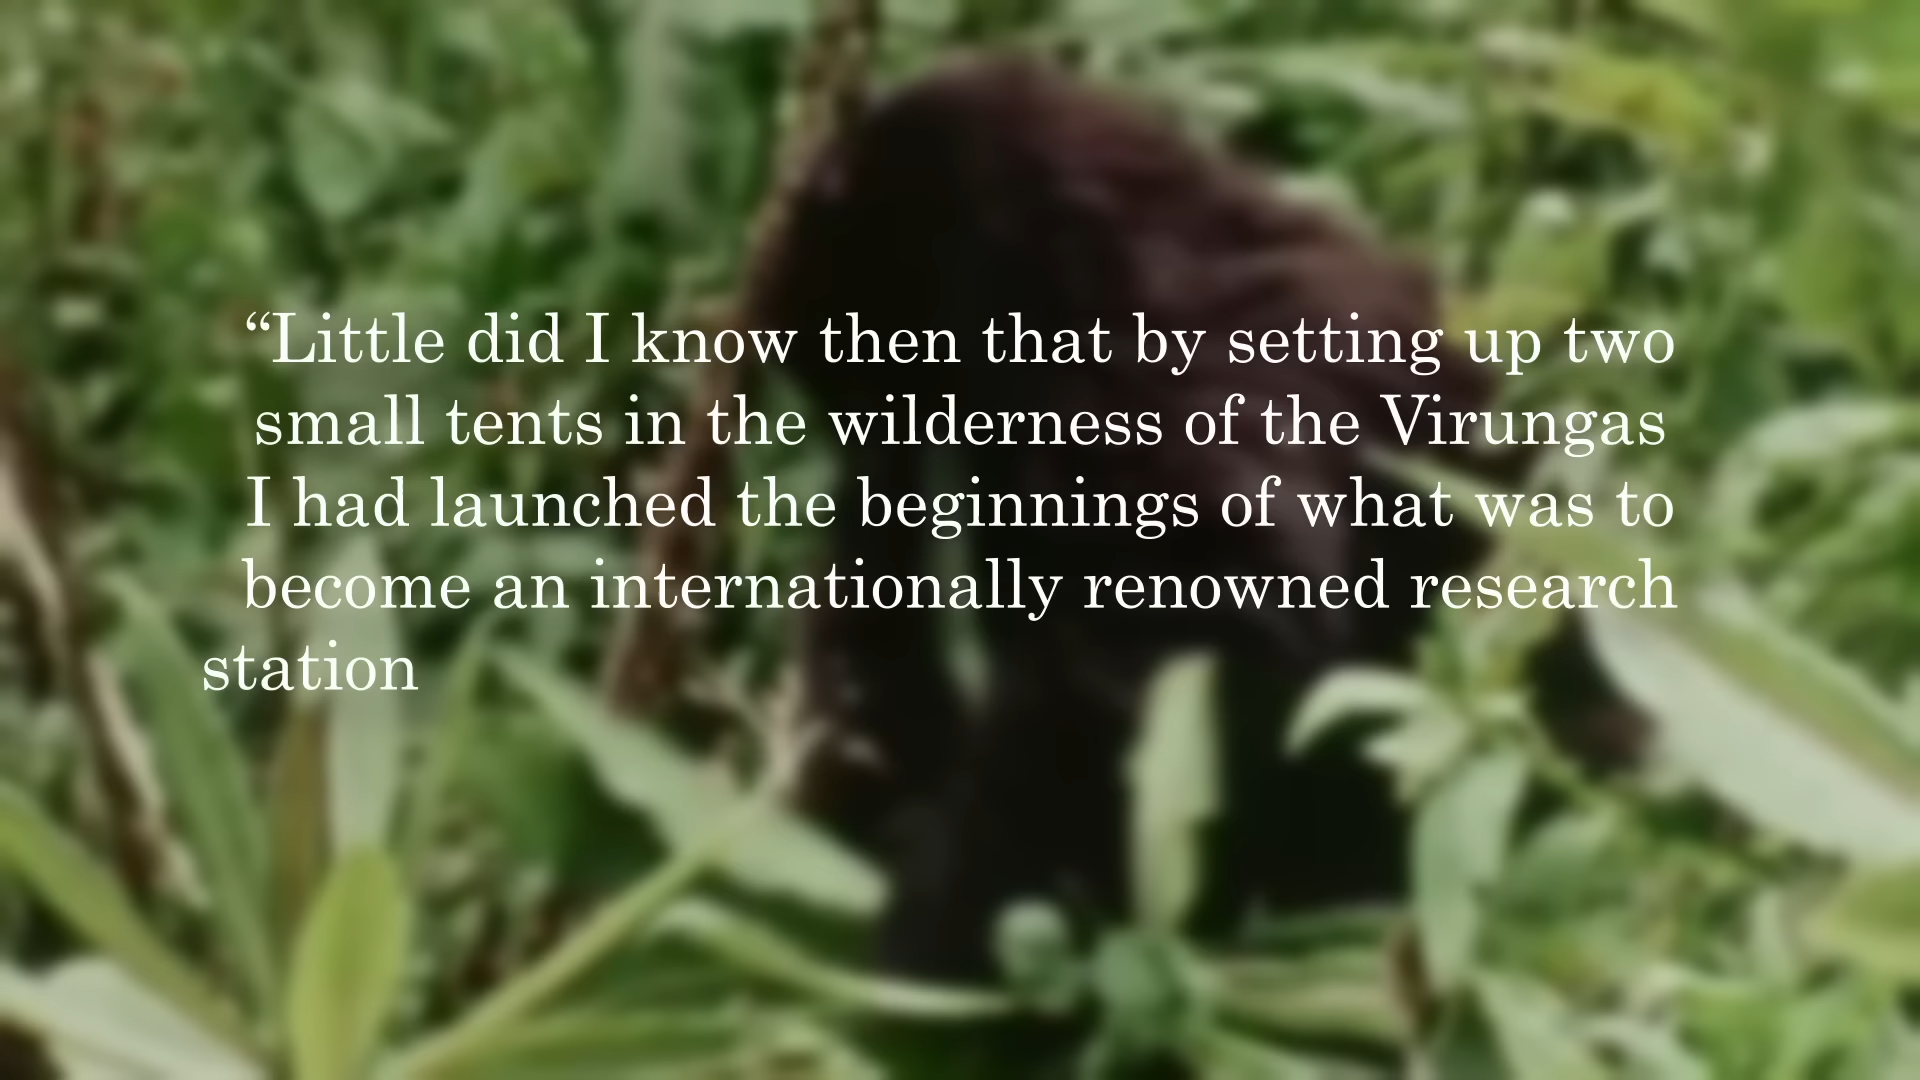 “Little did I know then that by setting up two
small tents in the wilderness of the Virungas
I had launched the beginnings of what was to
become an internationally renowned research
station